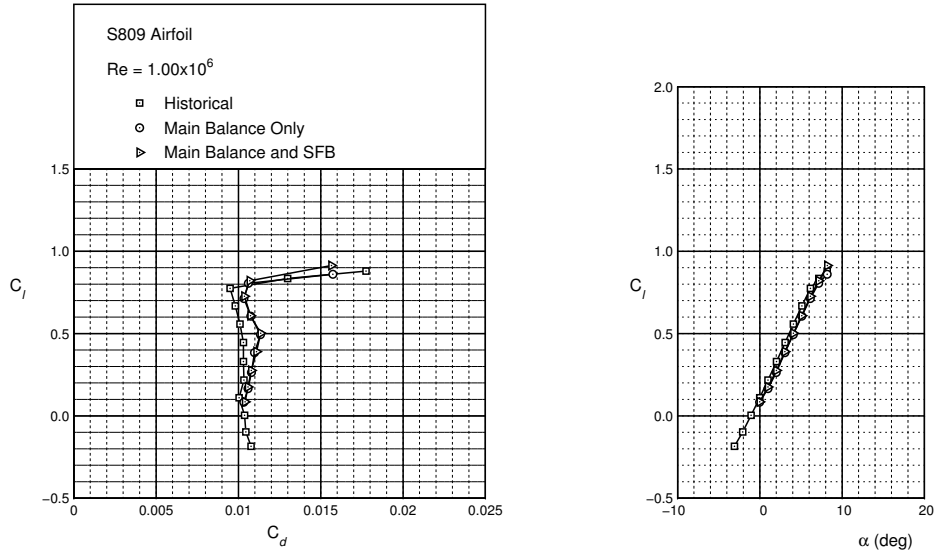 S809 Airfoil
Re = 1.00x10⁶
Historical
Main Balance Only
Main Balance and SFB
1.5
1.0
0.5
0.0
−0.5
C_l
0
0.005
0.01
0.015
0.02
0.025
C_d
2.0
1.5
1.0
0.5
0.0
−0.5
C_l
−10
0
10
20
α (deg)